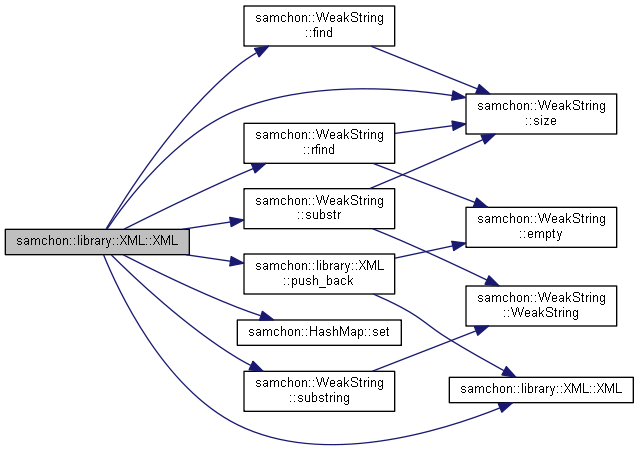 samchon::WeakString
::find
samchon::WeakString
::size
samchon::WeakString
::rfind
samchon::WeakString
::substr
samchon::WeakString
::empty
samchon::library::XML::XML
samchon::library::XML
::push_back
samchon::WeakString
::WeakString
samchon::HashMap::set
samchon::WeakString
::substring
samchon::library::XML::XML